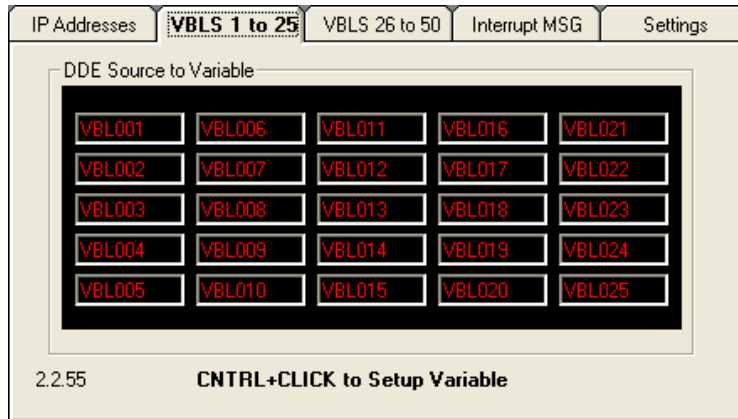 IP Addresses VBLS 1 to 25 VBLS 26 to 50 Interrupt MSG Settings
DDE Source to Variable
VBL001 VBL006 VBL011 VBL016 VBL021
VBL002 VBL007 VBL012 VBL017 VBL022
VBL003 VBL008 VBL013 VBL018 VBL023
VBL004 VBL009 VBL014 VBL019 VBL024
VBL005 VBL010 VBL015 VBL020 VBL025
2.2.55 CNTRL+CLICK to Setup Variable